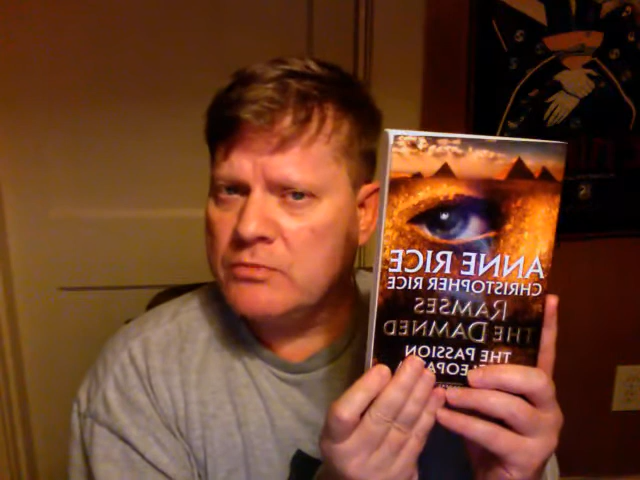 ANNE RICE
CHRISTOPHER RICE
RAMSES
THE DAMNED
THE PASSION